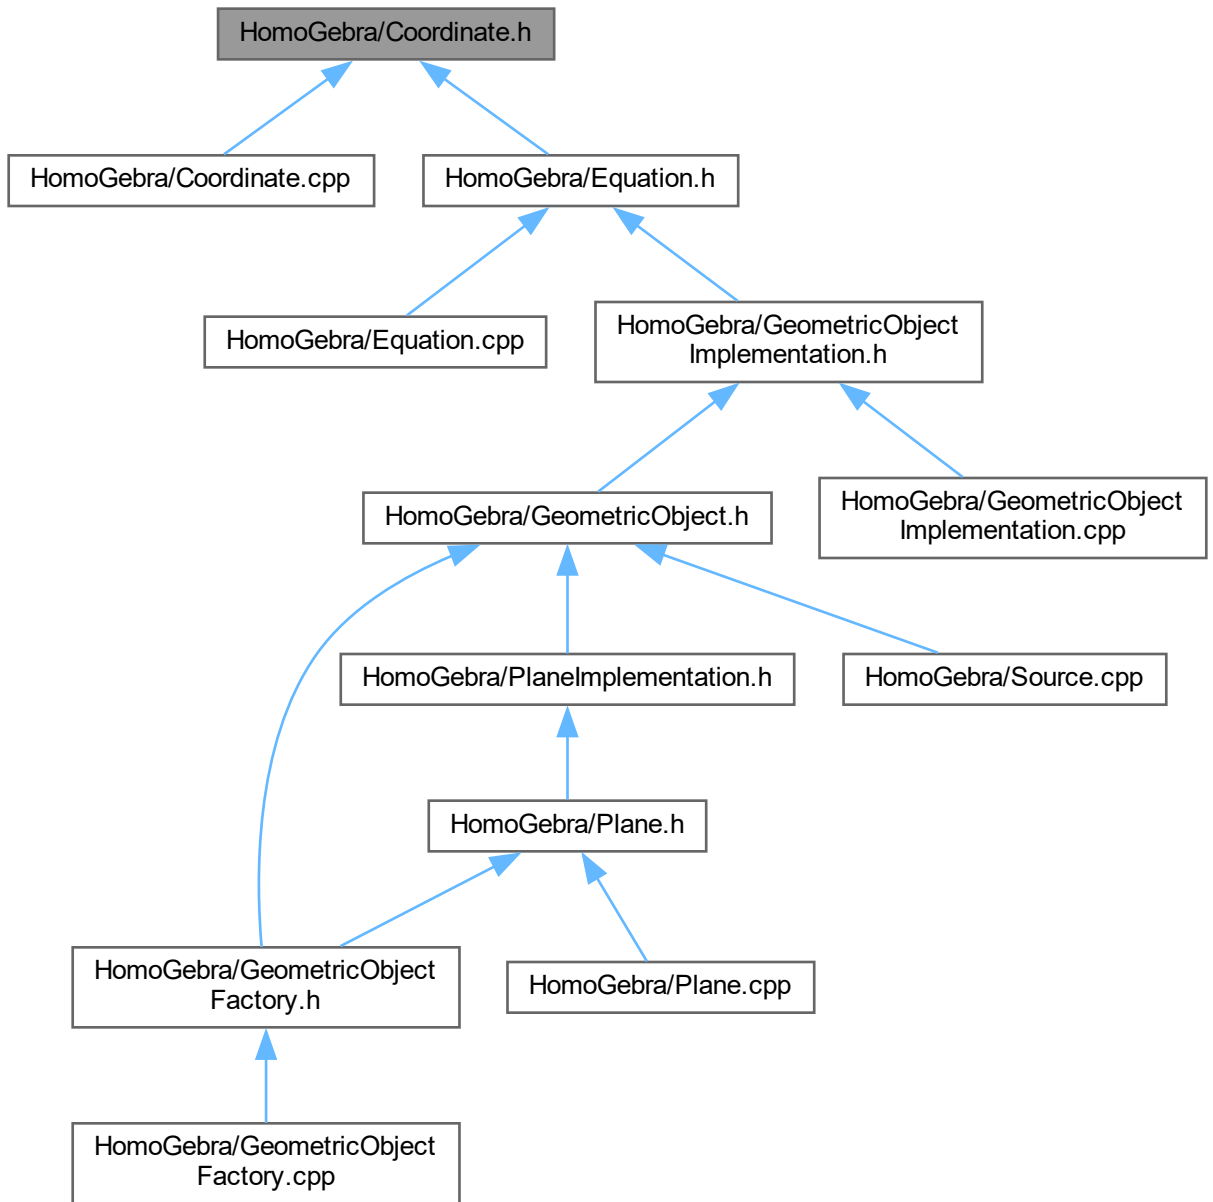 HomoGebra/Coordinate.h
HomoGebra/Coordinate.cpp
HomoGebra/Equation.h
HomoGebra/Equation.cpp
HomoGebra/GeometricObject
Implementation.h
HomoGebra/GeometricObject.h
HomoGebra/GeometricObject
Implementation.cpp
HomoGebra/PlaneImplementation.h
HomoGebra/Source.cpp
HomoGebra/Plane.h
HomoGebra/GeometricObject
Factory.h
HomoGebra/Plane.cpp
HomoGebra/GeometricObject
Factory.cpp